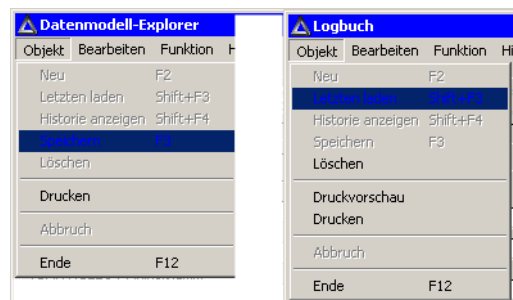 Datenmodell-Explorer
Objekt Bearbeiten Funktion
Neu F2
Letzten laden Shift+F3
Historie anzeigen Shift+F4
Speichern F3
Löschen
Drucken
Abbruch
Ende F12
Logbuch
Objekt Bearbeiten Funktion Hi
Neu F2
Letzten laden Shift+F3
Historie anzeigen Shift+F4
Speichern F3
Löschen
Druckvorschau
Drucken
Abbruch
Ende F12